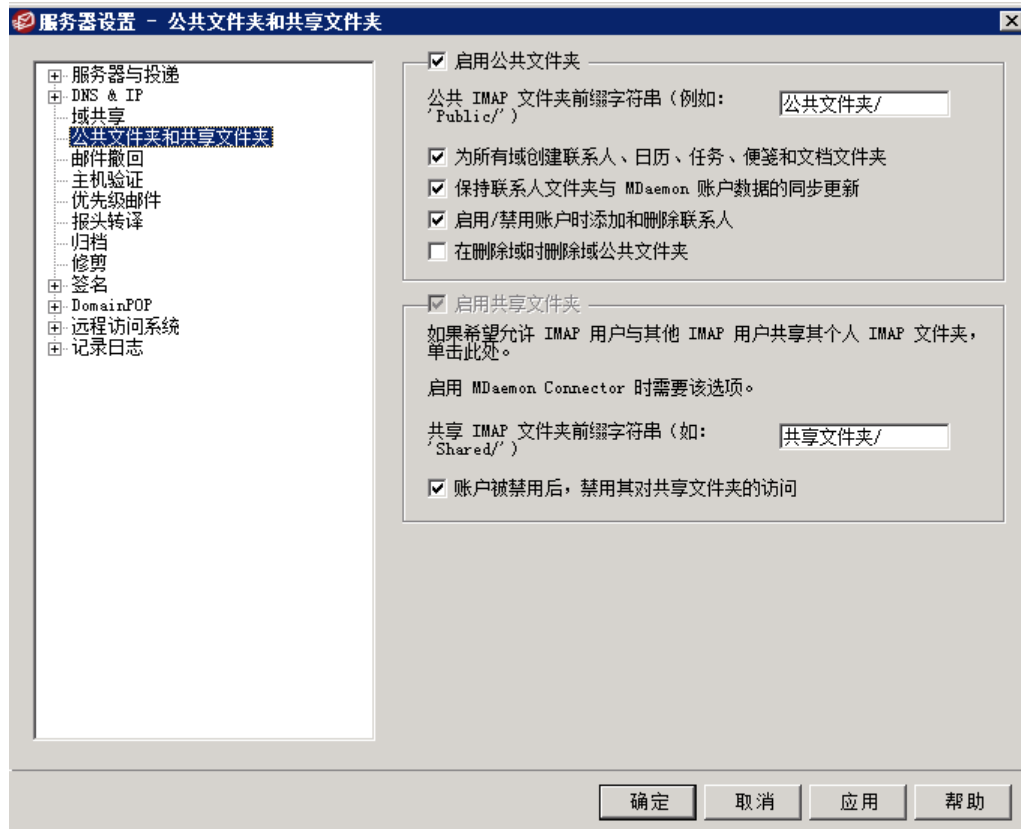 服务器设置 - 公共文件夹和共享文件夹
服务器与投递
DNS & IP
域共享
公共文件夹和共享文件夹
邮件撤回
主机验证
优先级邮件
报头转译
归档
修剪
签名
DomainPOP
远程访问系统
记录日志
启用公共文件夹
公共 IMAP 文件夹前缀字符串（例如：
'Public/'）
公共文件夹/
为所有域创建联系人、日历、任务、便笺和文档文件夹
保持联系人文件夹与 MDaemon 账户数据的同步更新
启用/禁用账户时添加和删除联系人
在删除域时删除域公共文件夹
启用共享文件夹
如果希望允许 IMAP 用户与其他 IMAP 用户共享其个人 IMAP 文件夹，
单击此处。
启用 MDaemon Connector 时需要该选项。
共享 IMAP 文件夹前缀字符串（如：
'Shared/'）
共享文件夹/
账户被禁用后，禁用其对共享文件夹的访问
确定
取消
应用
帮助